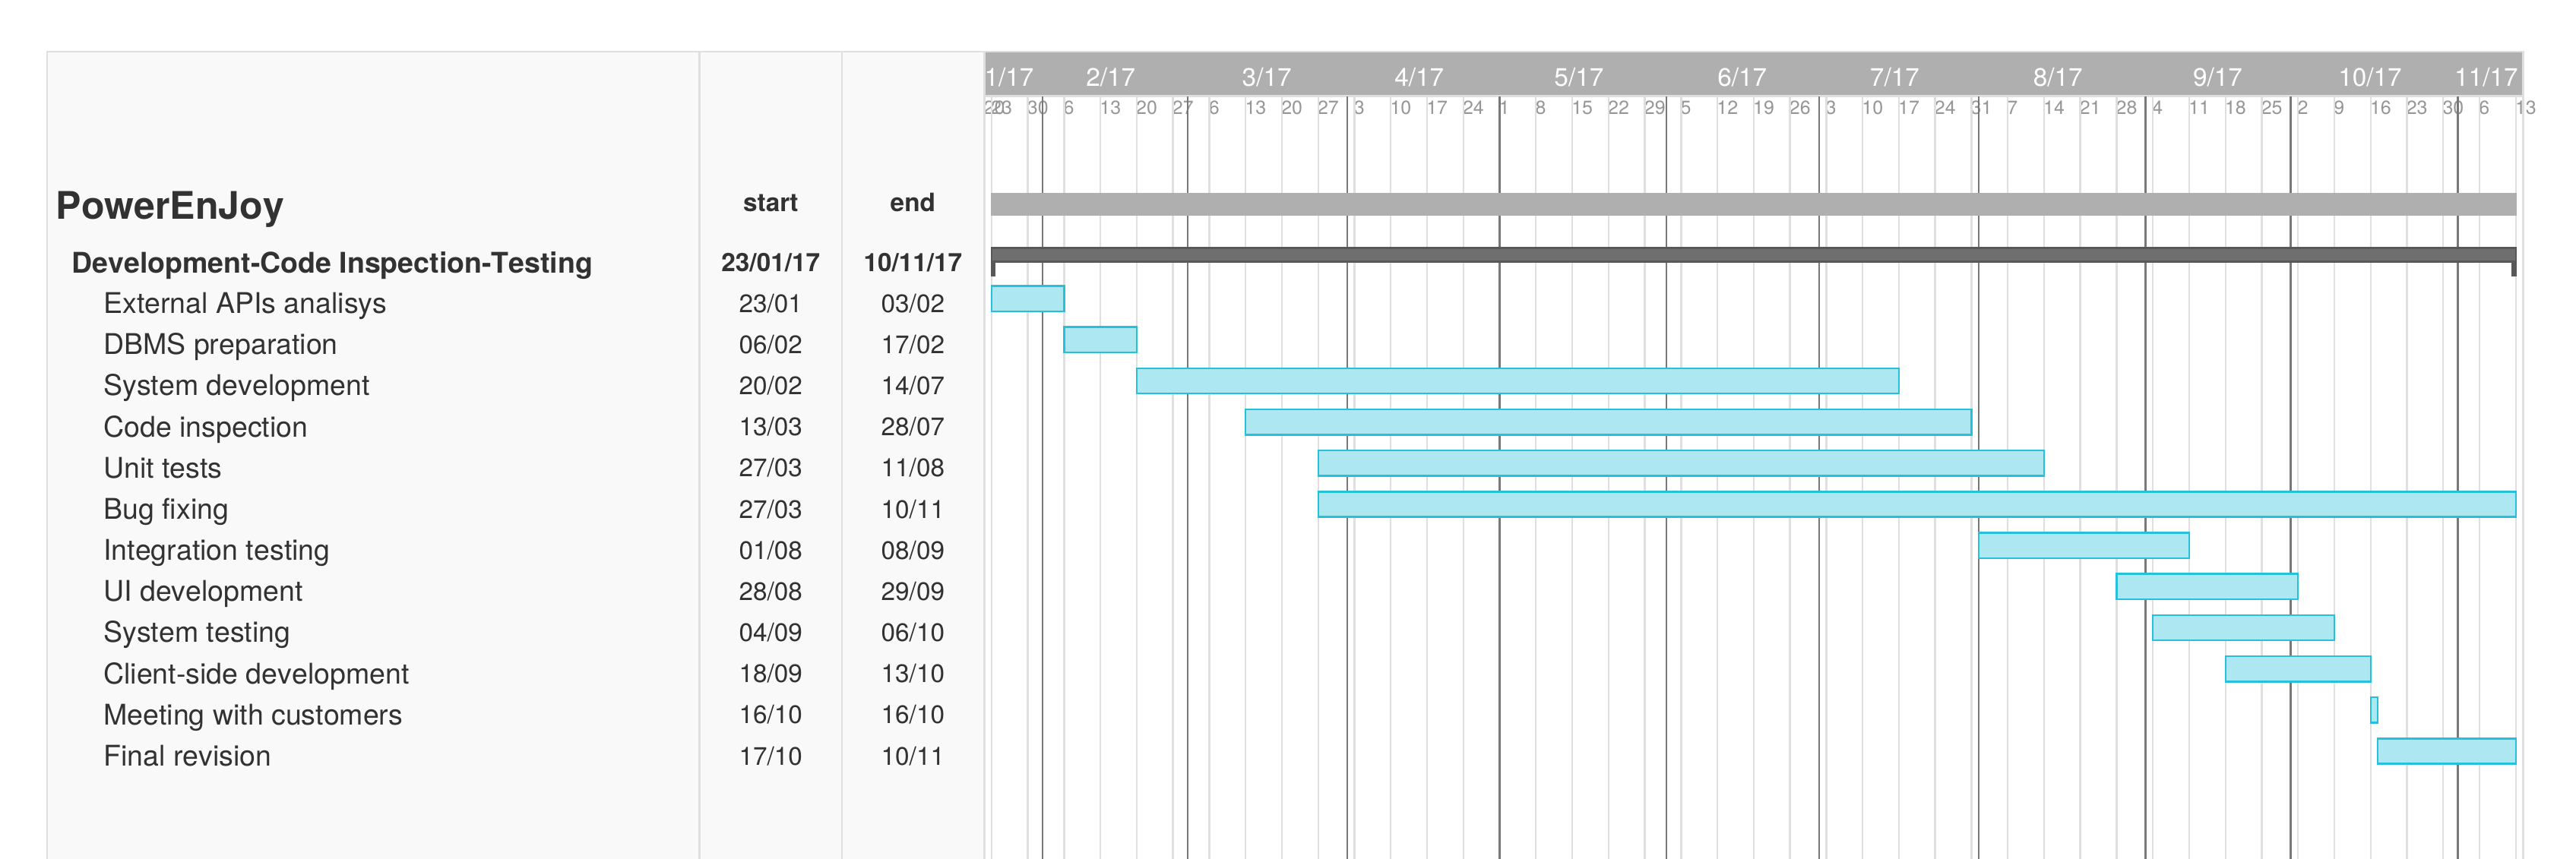 1/17 2/17 3/17 4/17 5/17 6/17 7/17 8/17 9/17 10/17 11/17
20 23 30 6 13 20 27 6 13 20 27 3 10 17 24 1 8 15 22 29 5 12 19 26 3 10 17 24 31 7 14 21 28 4 11 18 25 2 9 16 23 30 6 13
PowerEnJoy start end
Development-Code Inspection-Testing 23/01/17 10/11/17
External APIs analisys 23/01 03/02
DBMS preparation 06/02 17/02
System development 20/02 14/07
Code inspection 13/03 28/07
Unit tests 27/03 11/08
Bug fixing 27/03 10/11
Integration testing 01/08 08/09
UI development 28/08 29/09
System testing 04/09 06/10
Client-side development 18/09 13/10
Meeting with customers 16/10 16/10
Final revision 17/10 10/11